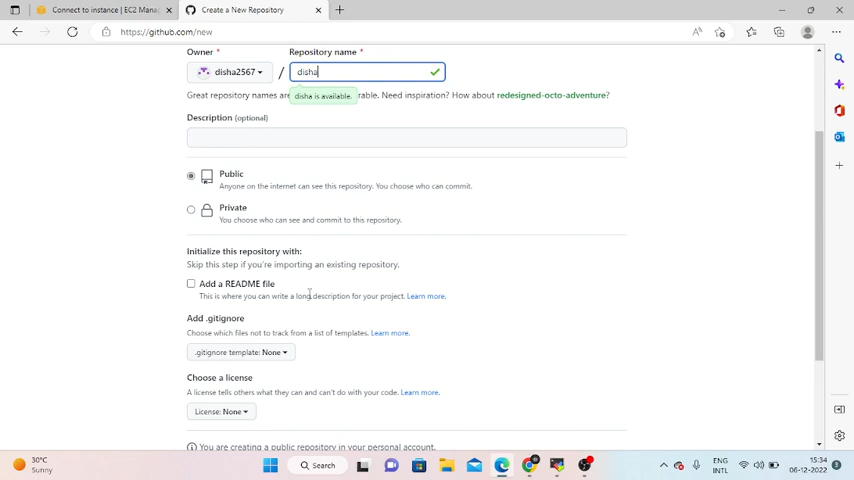 Connect to instance | EC2 Mana
Create a New Repository
https://github.com/new
Owner *
Repository name *
disha2567
/
disha
Great repository names are
rable. Need inspiration? How about redesigned-octo-adventure?
disha is available.
Description (optional)
Public
Anyone on the internet can see this repository. You choose who can commit.
Private
You choose who can see and commit to this repository.
Initialize this repository with:
Skip this step if you're importing an existing repository.
Add a README file
This is where you can write a long description for your project. Learn more.
Add .gitignore
Choose which files not to track from a list of templates. Learn more.
.gitignore template: None
Choose a license
A license tells others what they can and can't do with your code. Learn more.
License: None
You are creating a public repository in your personal account.
30°C
Sunny
Search
ENG
INTL
15:34
06-12-2022
3